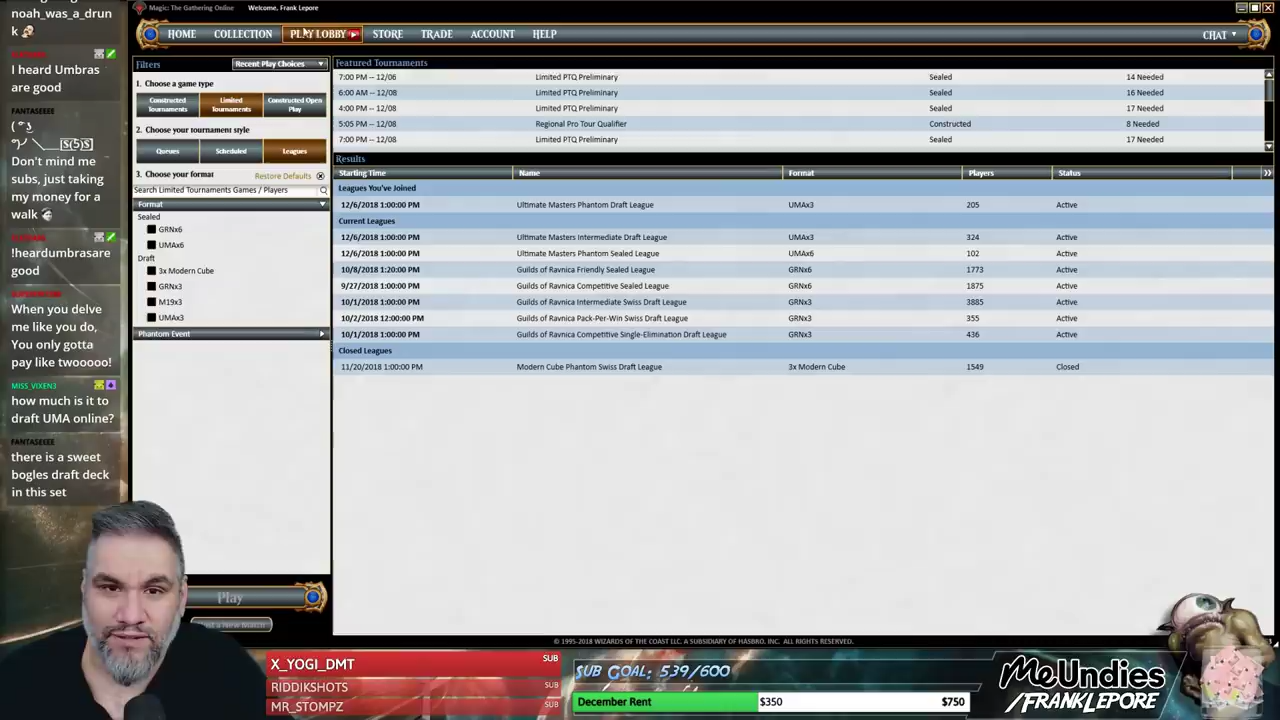 noah_was_a_drun
k
I heard Umbras
are good
FANTASEEEE
[̲̅$̲̅(5)̲̅$̲̅]
Don't mind me
subs, just taking
my money for a
walk
!heardumbrasare
good
When you delve
me like you do,
You only gotta
pay like twoooo!
MISS_VIXEN3
how much is it to
draft UMA online?
FANTASEEEE
there is a sweet
bogles draft deck
in this set
Magic: The Gathering Online
Welcome, Frank Lepore
HOME
COLLECTION
PLAY LOBBY
STORE
TRADE
ACCOUNT
HELP
CHAT
Filters
Recent Play Choices
1. Choose a game type
Constructed Tournaments
Limited Tournaments
Constructed Open Play
2. Choose your tournament style
Queues
Scheduled
Leagues
3. Choose your format
Restore Defaults
Search Limited Tournaments Games / Players
Format
Sealed
GRNx6
UMAx6
Draft
3x Modern Cube
GRNx3
M19x3
UMAx3
Phantom Event
Play
Featured Tournaments
7:00 PM -- 12/06 Limited PTQ Preliminary Sealed 14 Needed
6:00 AM -- 12/08 Limited PTQ Preliminary Sealed 16 Needed
4:00 PM -- 12/08 Limited PTQ Preliminary Sealed 17 Needed
5:05 PM -- 12/08 Regional Pro Tour Qualifier Constructed 8 Needed
7:00 PM -- 12/08 Limited PTQ Preliminary Sealed 17 Needed
Results
Starting Time Name Format Players Status
Leagues You've Joined
12/6/2018 1:00:00 PM Ultimate Masters Phantom Draft League UMAx3 205 Active
Current Leagues
12/6/2018 1:00:00 PM Ultimate Masters Intermediate Draft League UMAx3 324 Active
12/6/2018 1:00:00 PM Ultimate Masters Phantom Sealed League UMAx6 102 Active
10/8/2018 1:20:00 PM Guilds of Ravnica Friendly Sealed League GRNx6 1773 Active
9/27/2018 1:00:00 PM Guilds of Ravnica Competitive Sealed League GRNx6 1875 Active
10/1/2018 1:00:00 PM Guilds of Ravnica Intermediate Swiss Draft League GRNx3 3885 Active
10/2/2018 12:00:00 PM Guilds of Ravnica Pack-Per-Win Swiss Draft League GRNx3 355 Active
10/1/2018 1:00:00 PM Guilds of Ravnica Competitive Single-Elimination Draft League GRNx3 436 Active
Closed Leagues
11/20/2018 1:00:00 PM Modern Cube Phantom Swiss Draft League 3x Modern Cube 1549 Closed
© 1995-2018 WIZARDS OF THE COAST LLC. A SUBSIDIARY OF HASBRO, INC. ALL RIGHTS RESERVED.
X_YOGI_DMT SUB
RIDDIKSHOTS SUB
MR_STOMPZ SUB
SUB GOAL: 539/600
December Rent $350 $750
MeUndies
/FRANKLEPORE